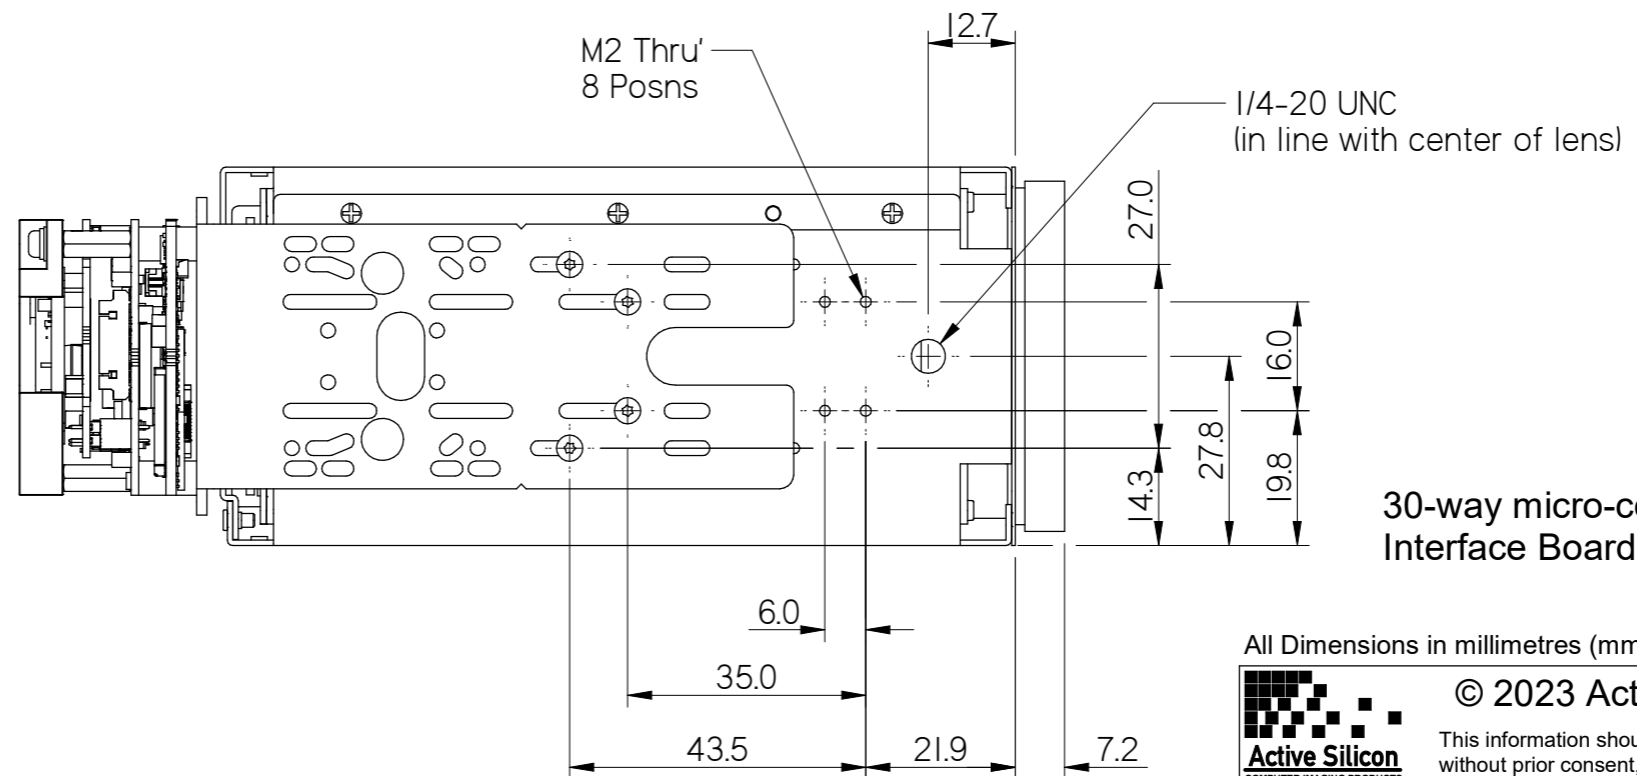 12.7
M2 Thru'
8 Posns
1/4-20 UNC
(in line with center of lens)
27.0
16.0
27.8
19.8
14.3
30-way micro-c
Interface Board
6.0
All Dimensions in millimetres (mm
35.0
© 2023 Act
43.5
21.9
7.2
Active Silicon
This information shou
without prior consent.